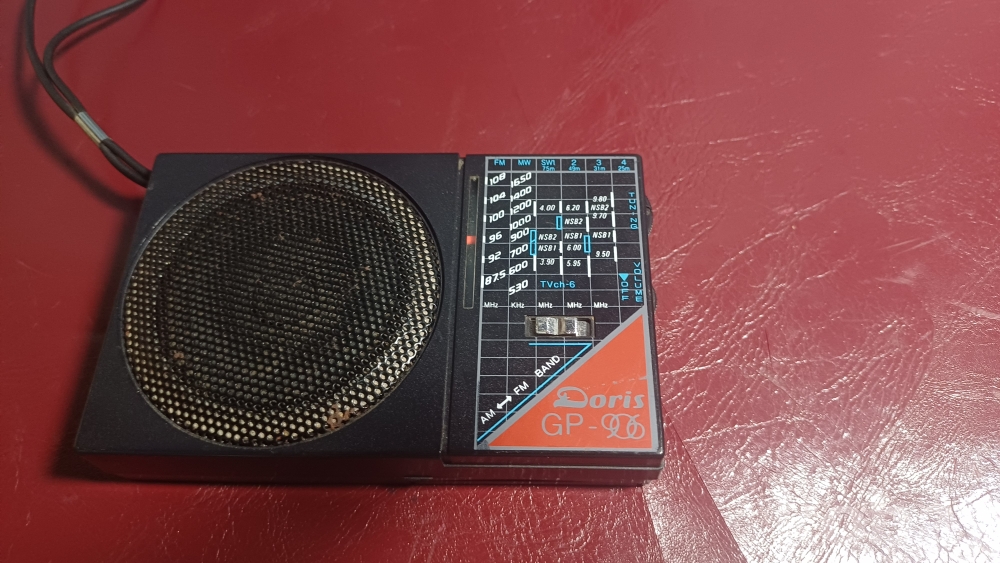 FM MW SW1 2 3 4
75m 49m 31m 25m
108 1650
104 1400
100 1200 4.00 6.20 NSB2 9.80
1000 NSB2 9.70
96 900 NSB2 NSB1 NSB1
92 700 NSB1 6.00 9.50
87.5 600 3.90 5.95
530
TVch-6
MHz KHz MHz MHz MHz
TUNING
VOLUME
▼OFF
AM ↔ FM BAND
Doris
GP-906